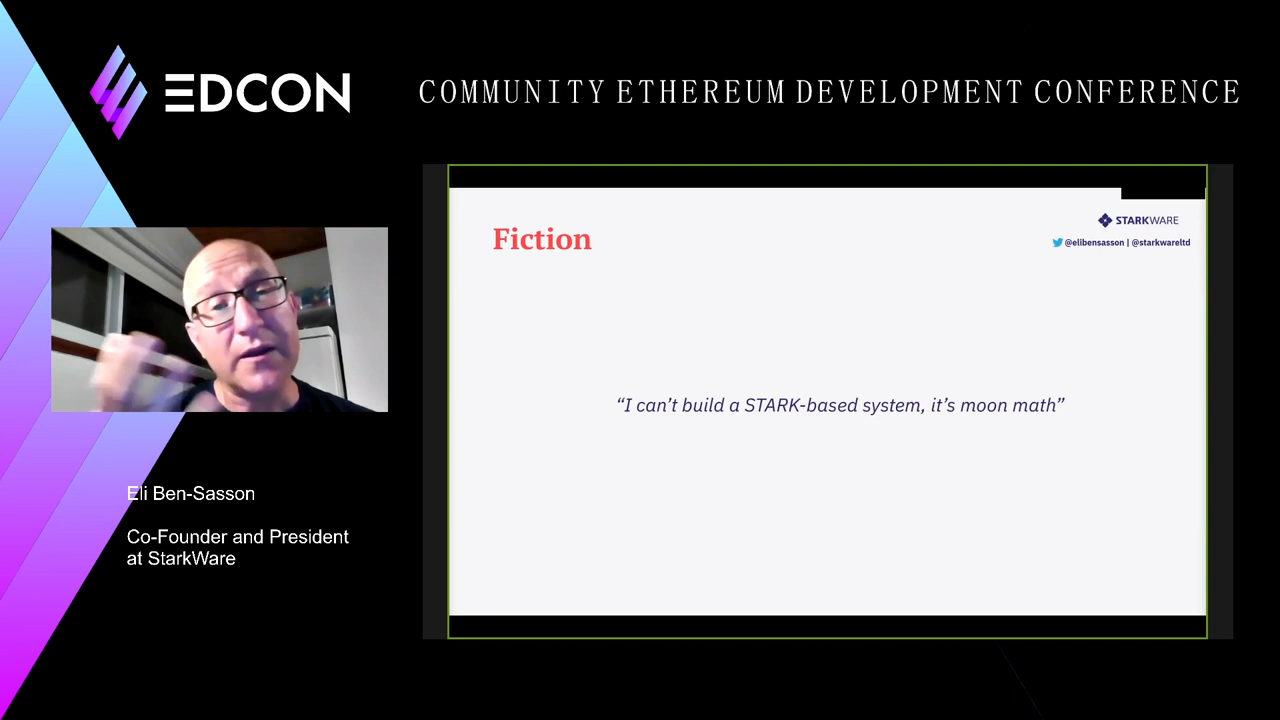 EDCON
COMMUNITY ETHEREUM DEVELOPMENT CONFERENCE
Fiction
STARKWARE
@elibensasson | @starkwareltd
“I can’t build a STARK-based system, it’s moon math”
Eli Ben-Sasson
Co-Founder and President
at StarkWare